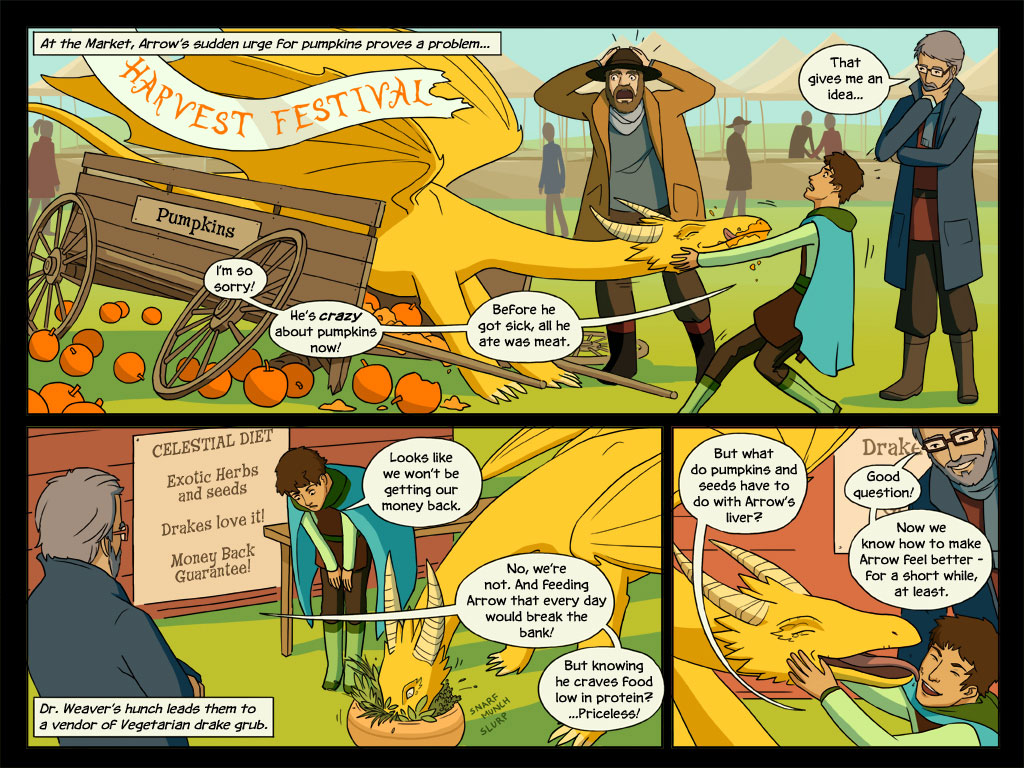 At the Market, Arrow's sudden urge for pumpkins proves a problem...
HARVEST FESTIVAL
That
gives me an
idea...
Pumpkins
I'm so
sorry!
He's crazy
about pumpkins
now!
Before he
got sick, all he
ate was meat.
CELESTIAL DIET
Exotic Herbs
and seeds
Drakes love it!
Money Back
Guarantee!
Looks like
we won't be
getting our
money back.
No, we're
not. And feeding
Arrow that every day
would break the
bank!
But knowing
he craves food
low in protein?
...Priceless!
SNARF
MUNCH
SLURP
Dr. Weaver's hunch leads them to
a vendor of Vegetarian drake grub.
But what
do pumpkins and
seeds have to
do with Arrow's
liver?
Drake
Good
question!
Now we
know how to make
Arrow feel better -
for a short while,
at least.